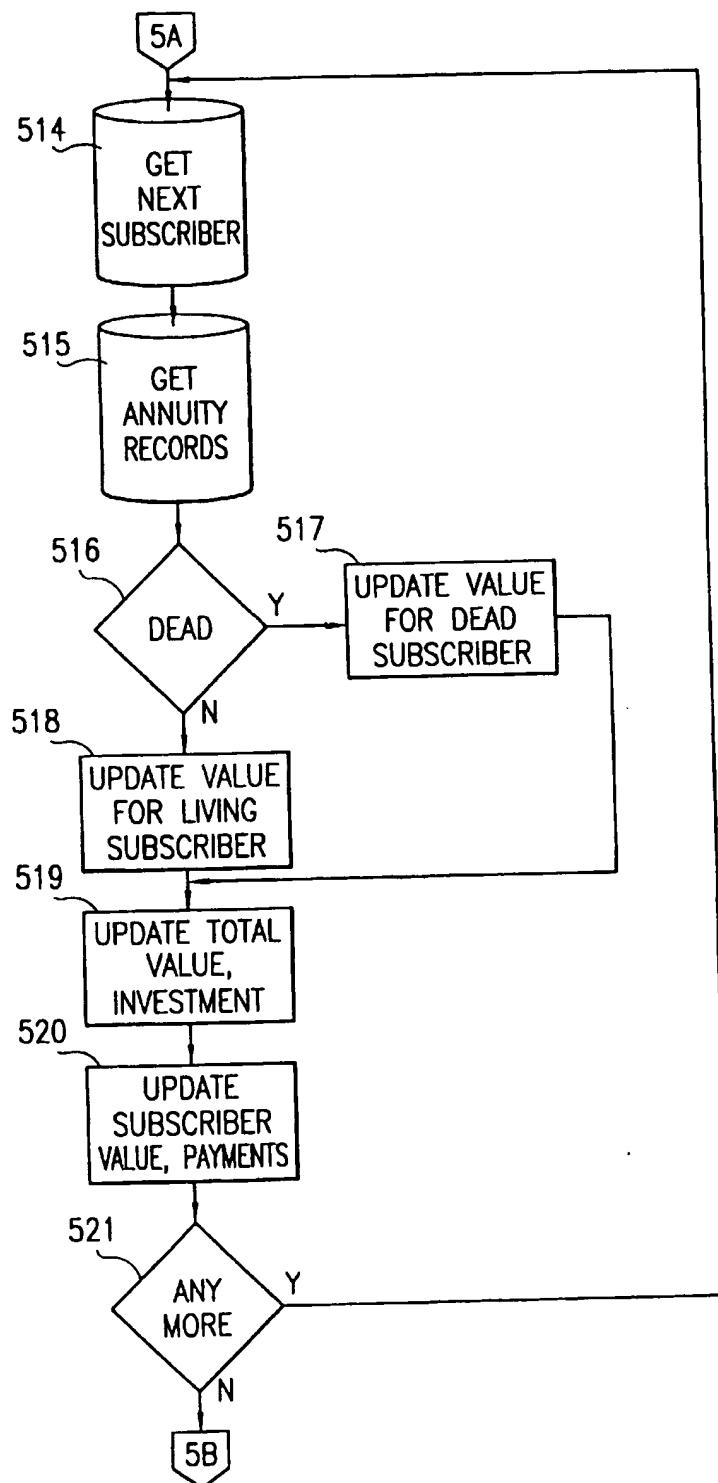 5A
514
GET
NEXT
SUBSCRIBER
515
GET
ANNUITY
RECORDS
516
DEAD
Y
N
517
UPDATE VALUE
FOR DEAD
SUBSCRIBER
518
UPDATE VALUE
FOR LIVING
SUBSCRIBER
519
UPDATE TOTAL
VALUE,
INVESTMENT
520
UPDATE
SUBSCRIBER
VALUE, PAYMENTS
521
ANY
MORE
Y
N
5B